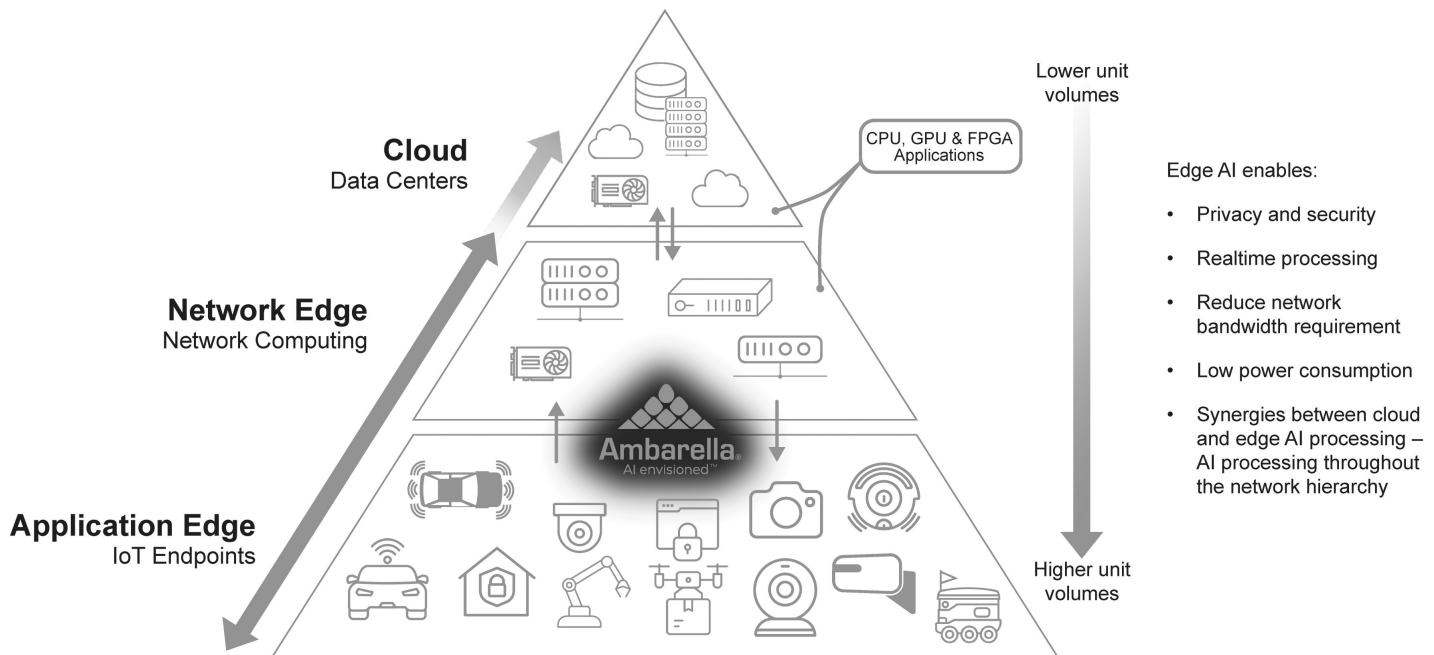 Lower unit
volumes
CPU, GPU & FPGA
Applications
Cloud
Data Centers
Edge AI enables:
• Privacy and security
• Realtime processing
• Reduce network
bandwidth requirement
• Low power consumption
• Synergies between cloud
and edge AI processing –
AI processing throughout
the network hierarchy
Network Edge
Network Computing
Ambarella®
AI envisioned™
Application Edge
IoT Endpoints
Higher unit
volumes